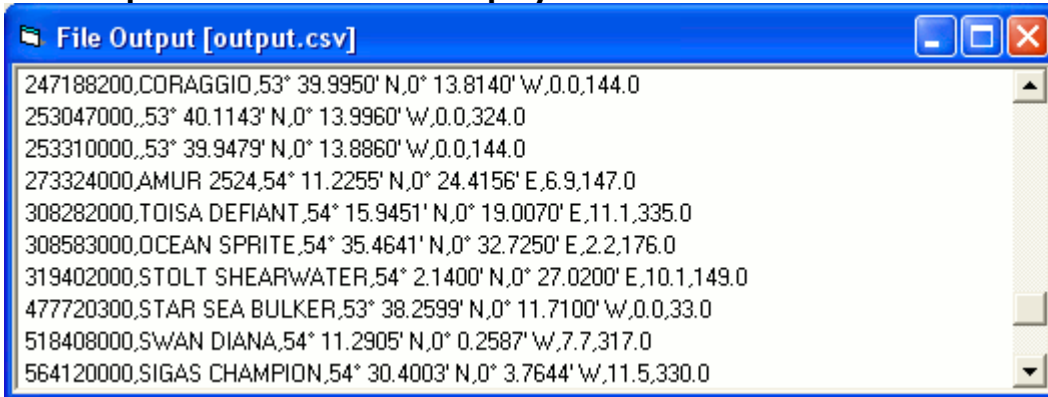 File Output [output.csv]
247188200,CORAGGIO,53° 39.9950' N,0° 13.8140' W,0.0,144.0
253047000,,53° 40.1143' N,0° 13.9960' W,0.0,324.0
253310000,,53° 39.9479' N,0° 13.8860' W,0.0,144.0
273324000,AMUR 2524,54° 11.2255' N,0° 24.4156' E,6.9,147.0
308282000,TOISA DEFIANT,54° 15.9451' N,0° 19.0070' E,11.1,335.0
308583000,OCEAN SPRITE,54° 35.4641' N,0° 32.7250' E,2.2,176.0
319402000,STOLT SHEARWATER,54° 2.1400' N,0° 27.0200' E,10.1,149.0
477720300,STAR SEA BULKER,53° 38.2599' N,0° 11.7100' W,0.0,33.0
518408000,SWAN DIANA,54° 11.2905' N,0° 0.2587' W,7.7,317.0
564120000,SIGAS CHAMPION,54° 30.4003' N,0° 3.7644' W,11.5,330.0